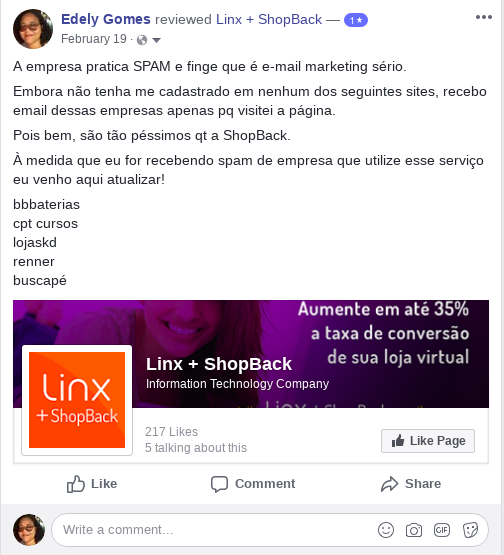 Edely Gomes reviewed Linx + ShopBack — 1★
February 19 ·
A empresa pratica SPAM e finge que é e-mail marketing sério.
Embora não tenha me cadastrado em nenhum dos seguintes sites, recebo
email dessas empresas apenas pq visitei a página.
Pois bem, são tão péssimos qt a ShopBack.
À medida que eu for recebendo spam de empresa que utilize esse serviço
eu venho aqui atualizar!
bbbaterias
cpt cursos
lojaskd
renner
buscapé
Aumente em até 35%
a taxa de conversão
de sua loja virtual
Linx + ShopBack
Information Technology Company
linx
+ShopBack
217 Likes
5 talking about this
Like Page
Like Comment Share
Write a comment...
GIF